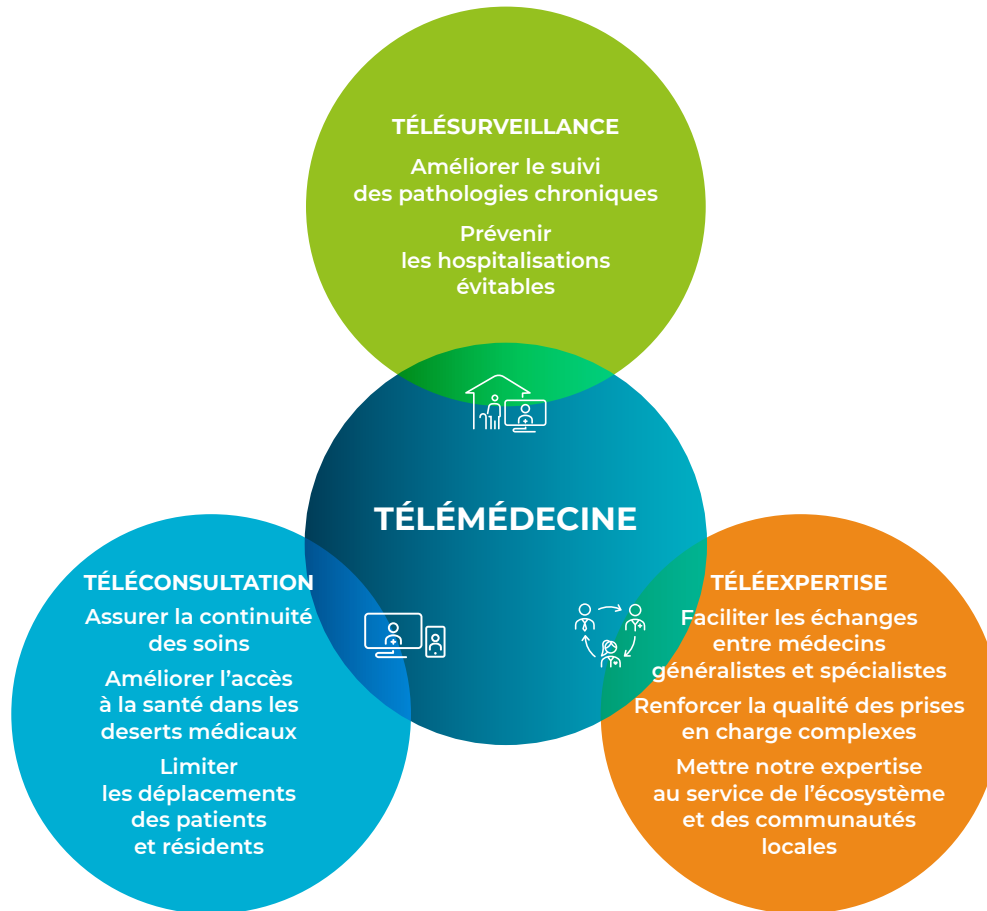 TÉLÉSURVEILLANCE
Améliorer le suivi
des pathologies chroniques
Prévenir
les hospitalisations
évitables
TÉLÉMÉDECINE
TÉLÉCONSULTATION
Assurer la continuité
des soins
Améliorer l’accès
à la santé dans les
deserts médicaux
Limiter
les déplacements
des patients
et résidents
TÉLÉEXPERTISE
Faciliter les échanges
entre médecins
généralistes et spécialistes
Renforcer la qualité des prises
en charge complexes
Mettre notre expertise
au service de l’écosystème
et des communautés
locales